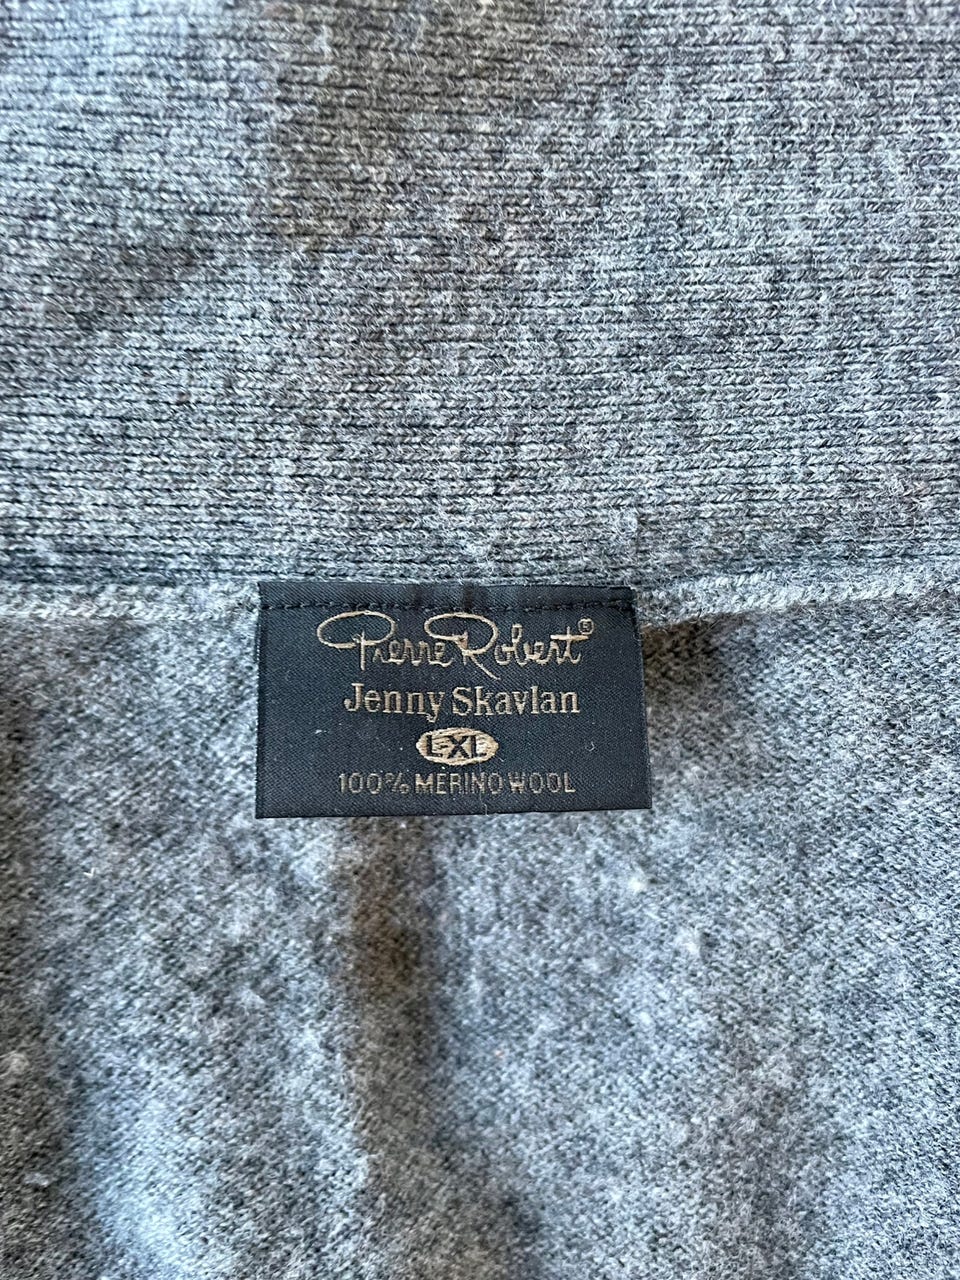 Pierre Robert®
Jenny Skavlan
L-XL
100% MERINO WOOL